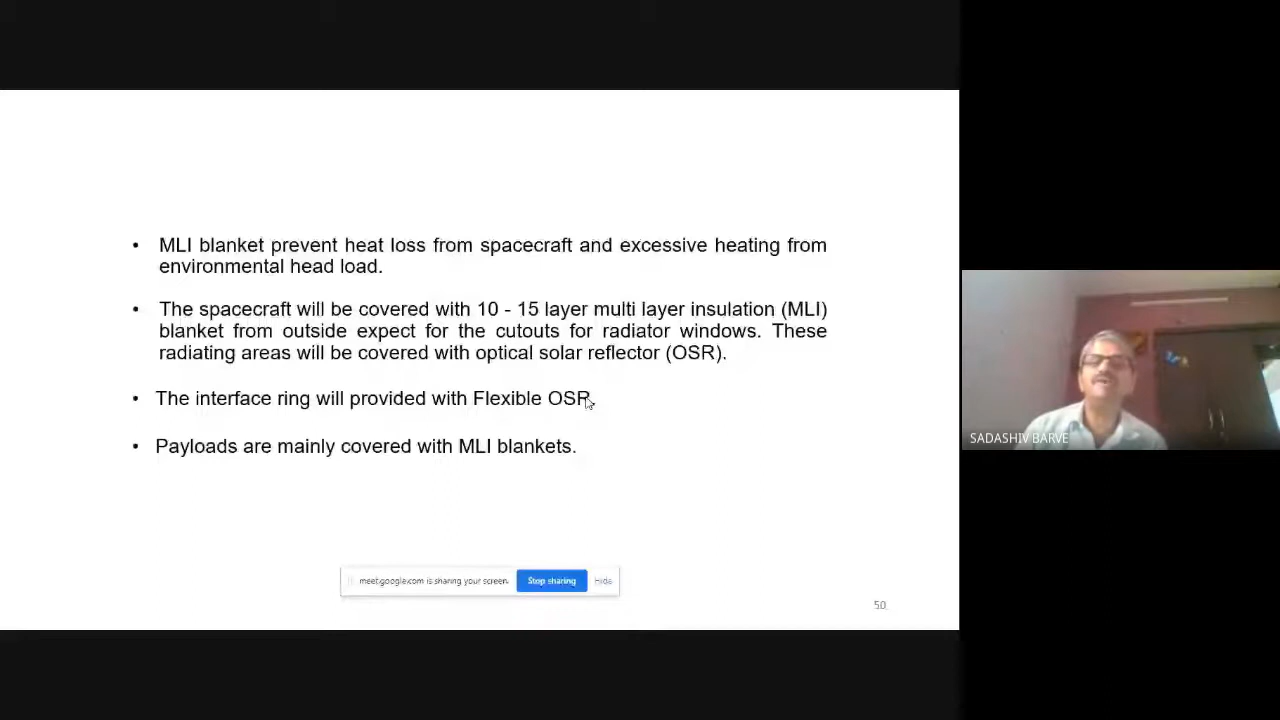 • MLI blanket prevent heat loss from spacecraft and excessive heating from
environmental head load.
• The spacecraft will be covered with 10 - 15 layer multi layer insulation (MLI)
blanket from outside expect for the cutouts for radiator windows. These
radiating areas will be covered with optical solar reflector (OSR).
• The interface ring will provided with Flexible OSR.
• Payloads are mainly covered with MLI blankets.
SADASHIV BARVE
meet.google.com is sharing your screen. Stop sharing Hide
50